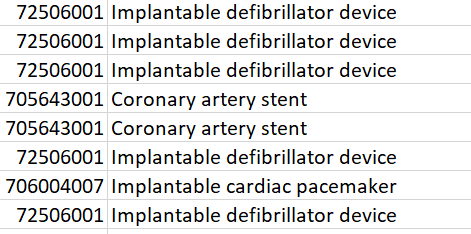 72506001 Implantable defibrillator device
72506001 Implantable defibrillator device
72506001 Implantable defibrillator device
705643001 Coronary artery stent
705643001 Coronary artery stent
72506001 Implantable defibrillator device
706004007 Implantable cardiac pacemaker
72506001 Implantable defibrillator device